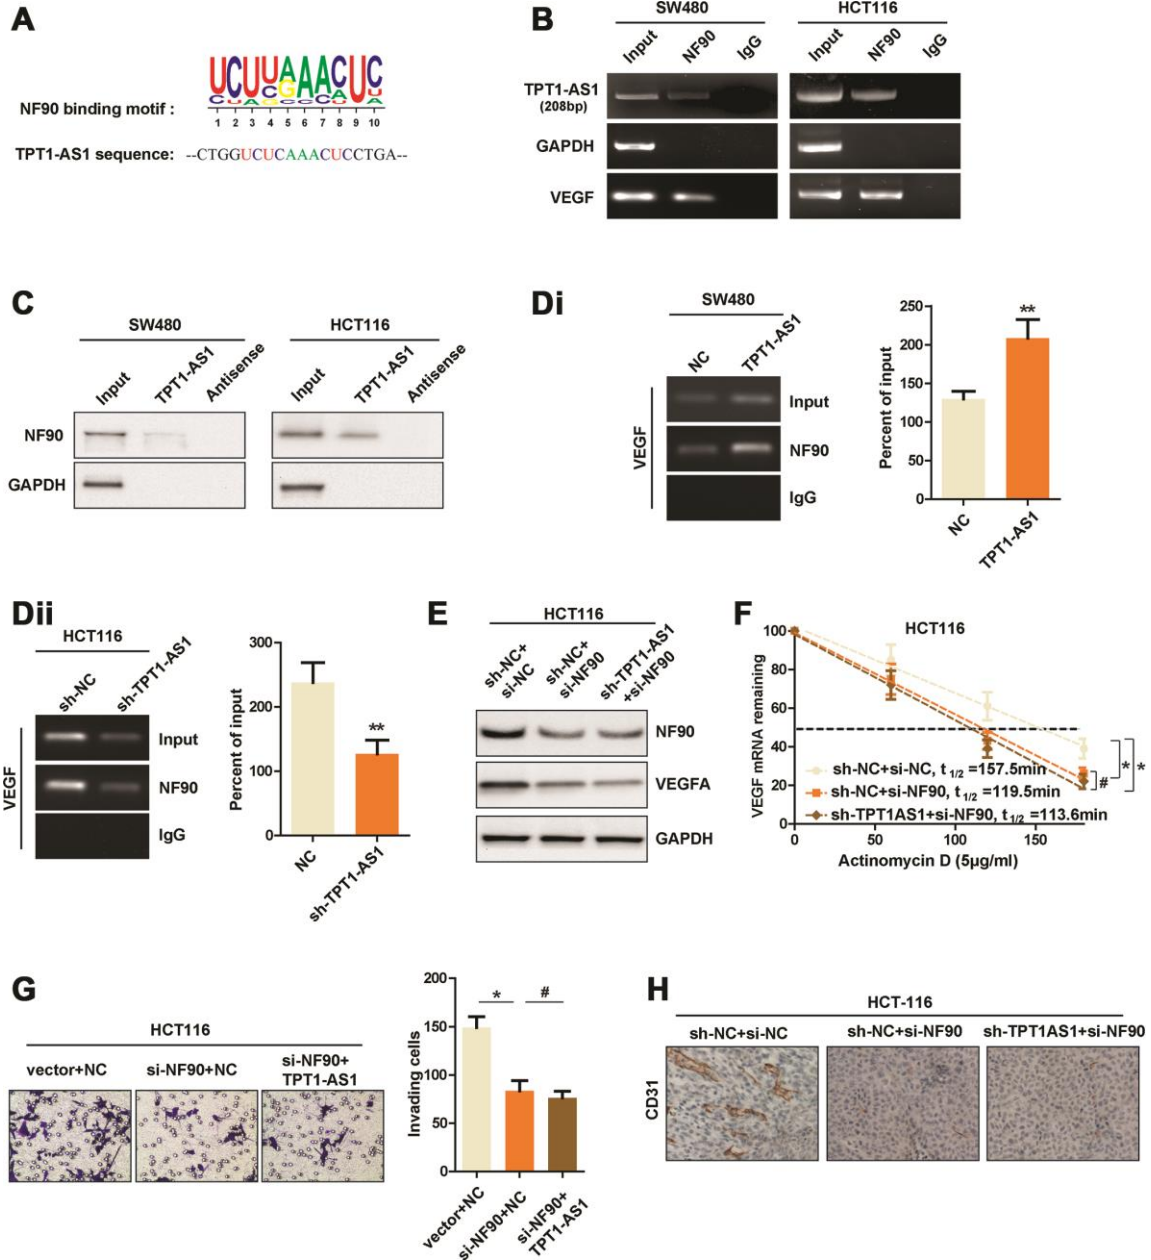 A
NF90 binding motif :
UCUUAAACUC
1 2 3 4 5 6 7 8 9 10
TPT1-AS1 sequence: --CTGGUCUCAAACUCCTGA--
B
SW480 HCT116
Input NF90 IgG Input NF90 IgG
TPT1-AS1
(208bp)
GAPDH
VEGF
C
SW480 HCT116
Input TPT1-AS1 Antisense Input TPT1-AS1 Antisense
NF90
GAPDH
Di
SW480
NC TPT1-AS1
VEGF
Input
NF90
IgG
Percent of input
250
200
150
100
50
0
**
NC TPT1-AS1
Dii
HCT116
sh-NC sh-TPT1-AS1
VEGF
Input
NF90
IgG
Percent of input
300
200
100
0
**
NC sh-TPT1-AS1
E
HCT116
sh-NC+
si-NC
sh-NC+
si-NF90
sh-TPT1-AS1
+si-NF90
NF90
VEGFA
GAPDH
F
HCT116
VEGF mRNA remaining
100
80
60
40
20
0
sh-NC+si-NC, t 1/2 =157.5min
sh-NC+si-NF90, t 1/2 =119.5min
sh-TPT1AS1+si-NF90, t 1/2 =113.6min
# * *
0 50 100 150
Actinomycin D (5μg/ml)
G
HCT116
vector+NC si-NF90+NC
si-NF90+
TPT1-AS1
Invading cells
200
150
100
50
0
* #
vector+NC
si-NF90+NC
si-NF90+
TPT1-AS1
H
HCT-116
sh-NC+si-NC sh-NC+si-NF90 sh-TPT1AS1+si-NF90
CD31